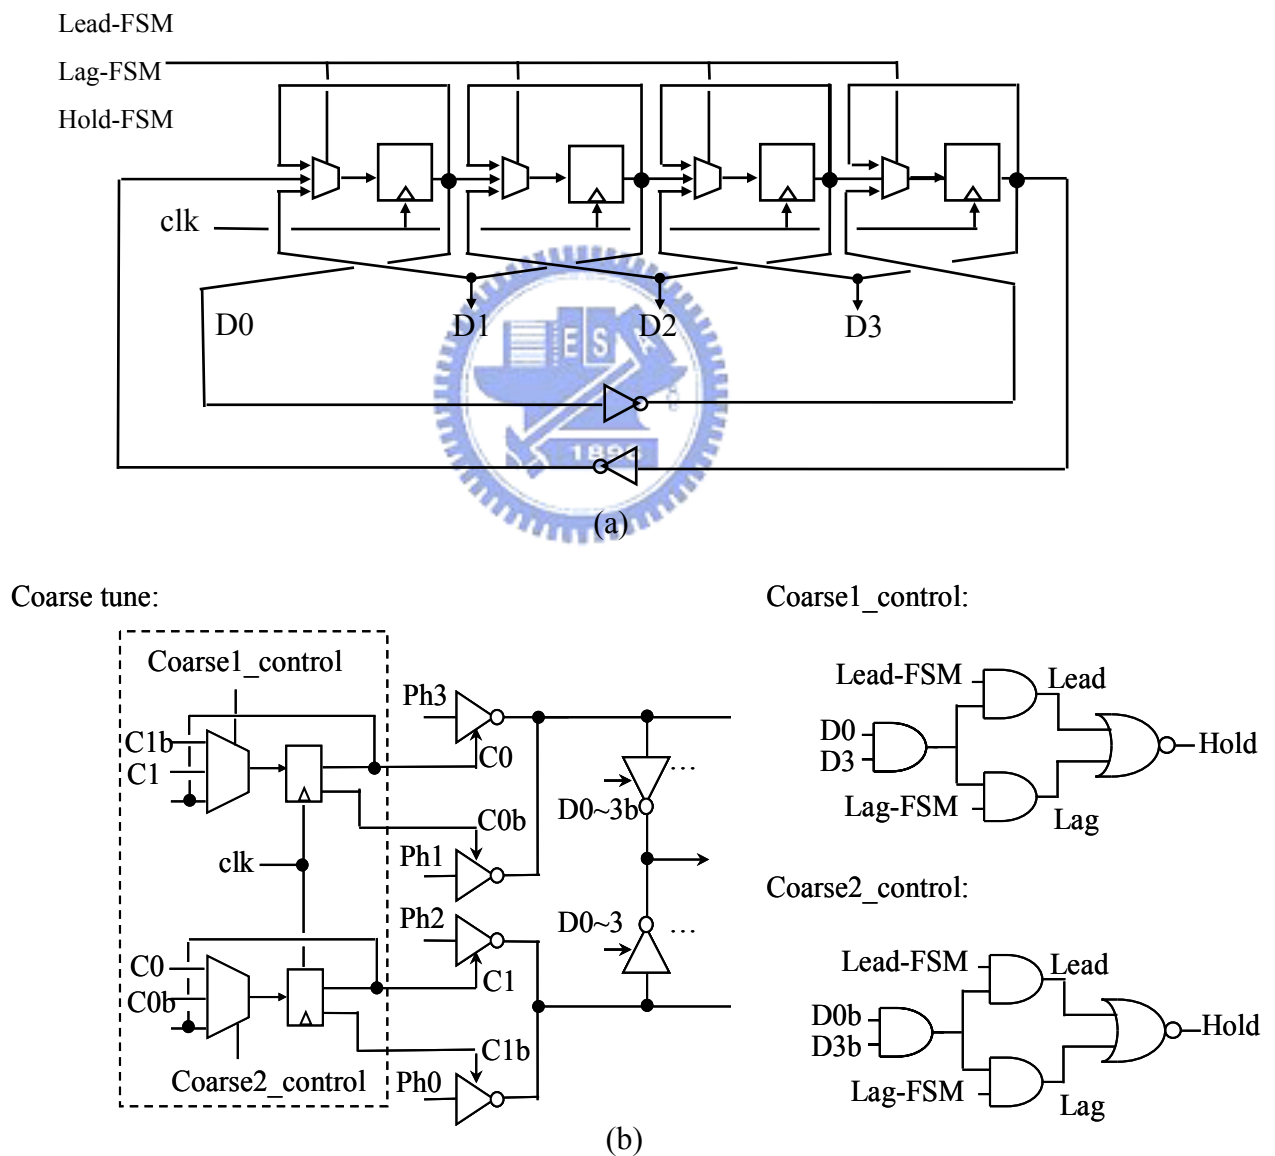 Lead-FSM
Lag-FSM
Hold-FSM
clk
D0
D1
D2
D3
E S
1896
(a)
Coarse tune:
Coarse1_control
C1b
C1
clk
C0
C0b
Coarse2_control
Ph3
C0
C0b
Ph1
Ph2
C1
C1b
Ph0
D0~3b
...
D0~3
...
Coarse1_control:
Lead-FSM
Lead
D0
D3
Hold
Lag-FSM
Lag
Coarse2_control:
Lead-FSM
Lead
D0b
D3b
Hold
Lag-FSM
Lag
(b)